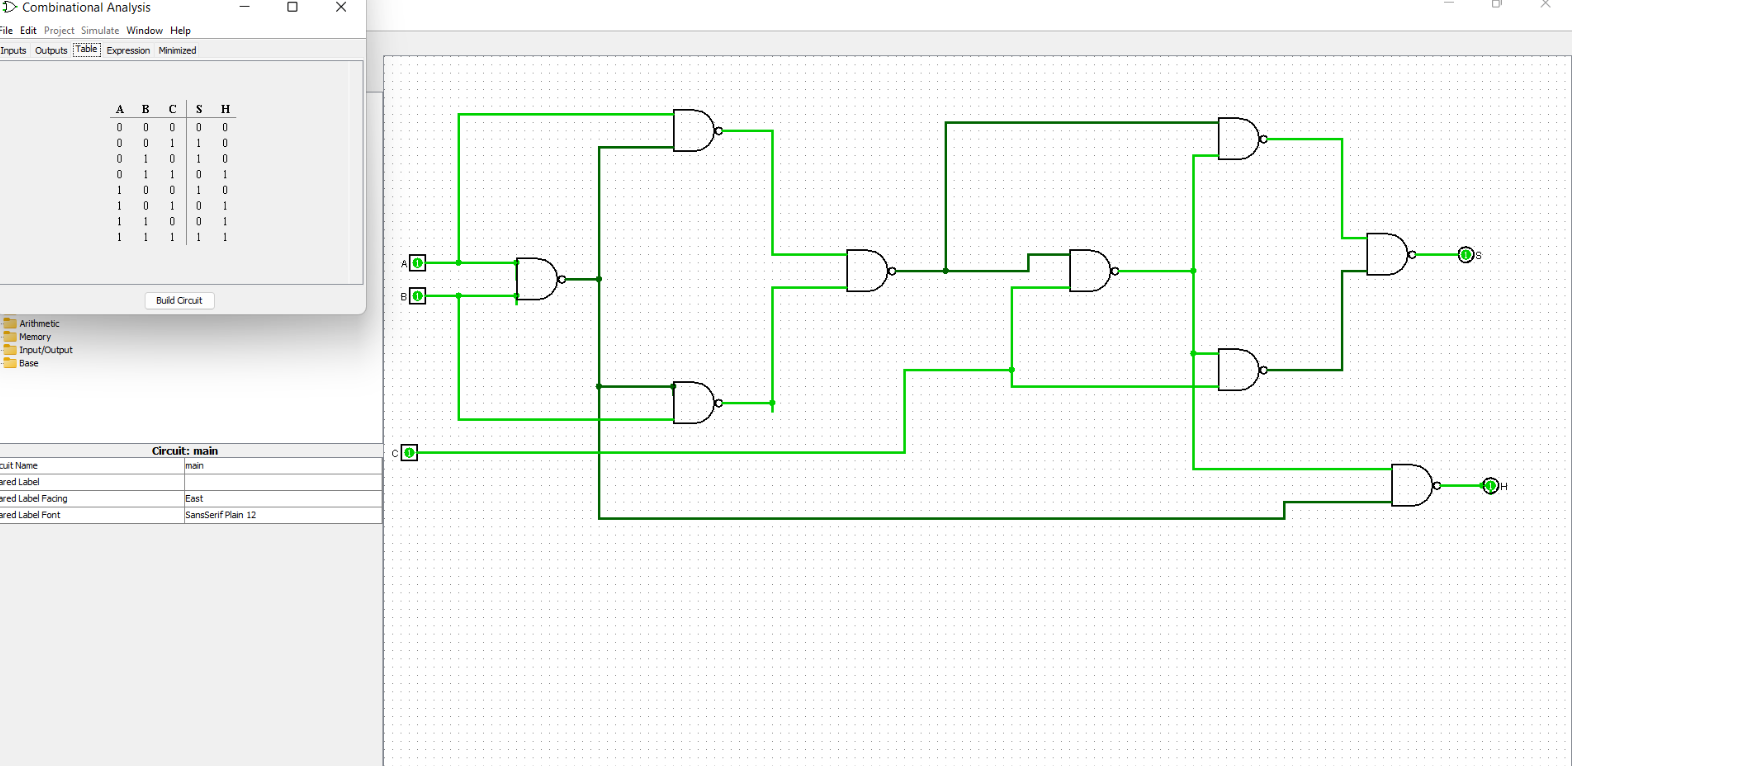 Combinational Analysis
File Edit Project Simulate Window Help
Inputs Outputs Table Expression Minimized
A B C S H
0 0 0 0 0
0 0 1 1 0
0 1 0 1 0
0 1 1 0 1
1 0 0 1 0
1 0 1 0 1
1 1 0 0 1
1 1 1 1 1
Build Circuit
Arithmetic
Memory
Input/Output
Base
Circuit: main
cuit Name main
ared Label
ared Label Facing East
ared Label Font SansSerif Plain 12
A 1
B 1
C 1
1 S
1 H